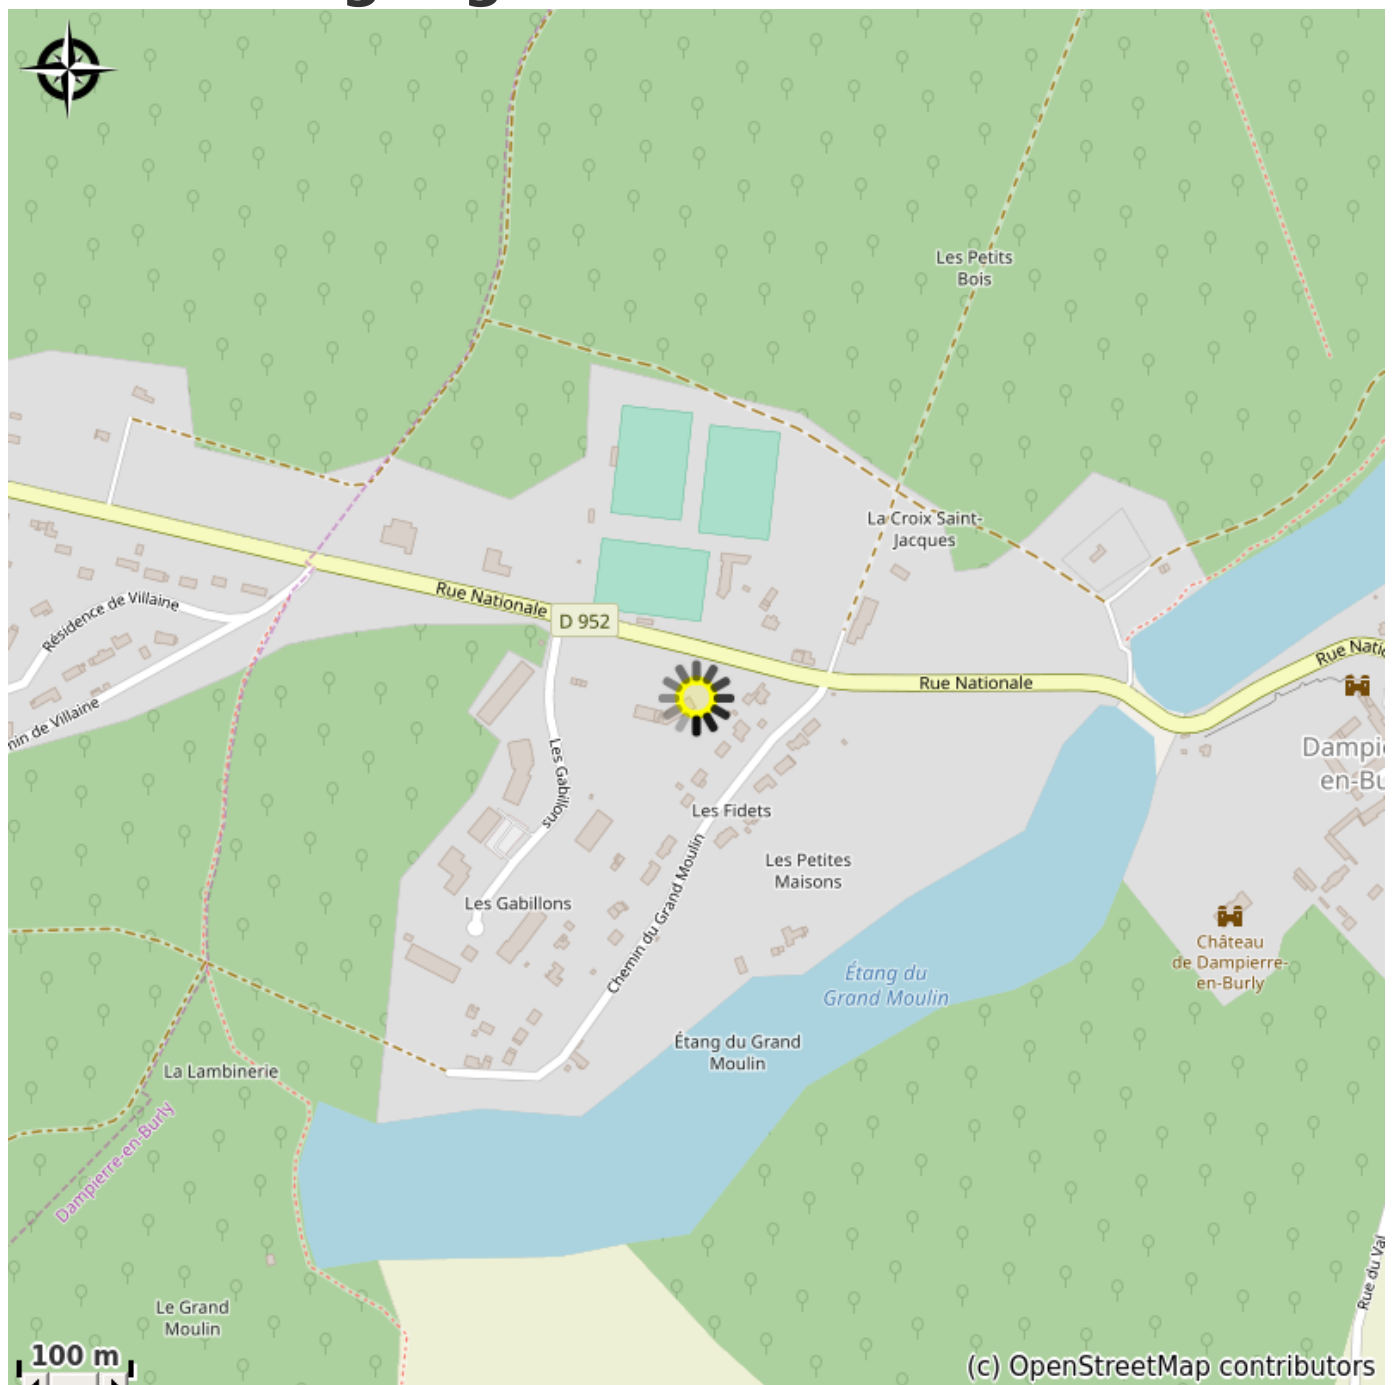 Les Petits
Bois
La Croix Saint-
Jacques
Rue Nationale
D 952
Résidence de Villaine
min de Villaine
Rue Nationale
Rue Natio
Les Gabillons
Dampie
en-Bu
Les Fidets
Les Petites
Maisons
Les Gabillons
Chemin du Grand Moulin
Château
de Dampierre-
en-Burly
Étang du
Grand Moulin
Étang du Grand
Moulin
La Lambinerie
Dampierre-en-Burly
Le Grand
Moulin
Rue du Val
100 m
(c) OpenStreetMap contributors